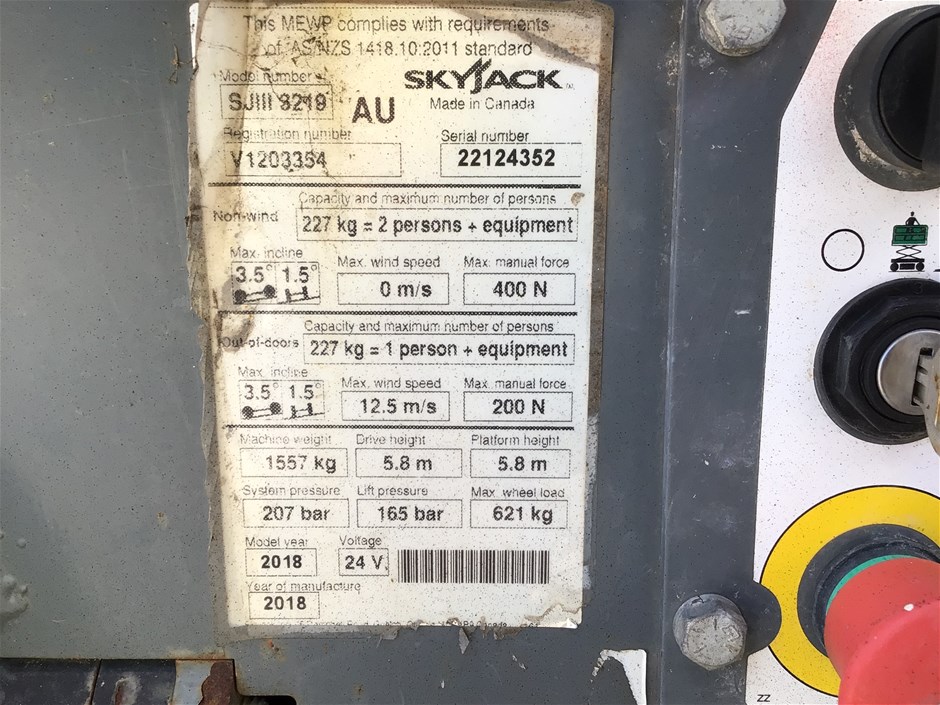 This MEWP complies with requirements
of AS/NZS 1418.10:2011 standard
Model number
SKYJACK
SJIII 3219
AU
Made in Canada
Registration number
Serial number
V1203354
22124352
Capacity and maximum number of persons
Non-wind
227 kg = 2 persons + equipment
Max. incline
Max. wind speed
Max. manual force
3.5° 1.5°
0 m/s
400 N
Capacity and maximum number of persons
Out-of-doors
227 kg = 1 person + equipment
Max. incline
Max. wind speed
Max. manual force
3.5° 1.5°
12.5 m/s
200 N
Machine weight
Drive height
Platform height
1557 kg
5.8 m
5.8 m
System pressure
Lift pressure
Max. wheel load
207 bar
165 bar
621 kg
Model year
Voltage
2018
24 V
Year of manufacture
2018
Canada
ZZ